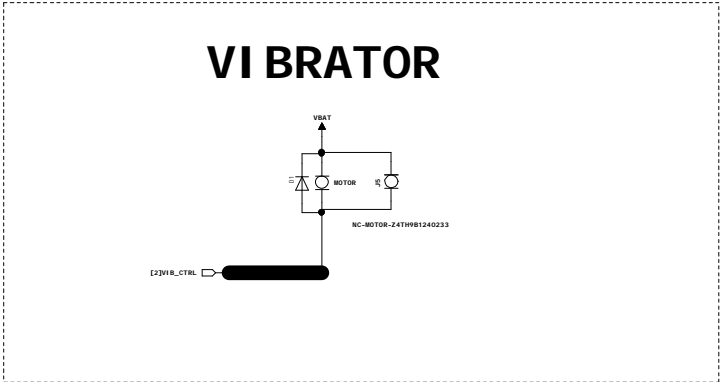 VIBRATOR
VBAT
D1
MOTOR
J5
NC-MOTOR-Z4TH9B1240233
[2]VIB_CTRL